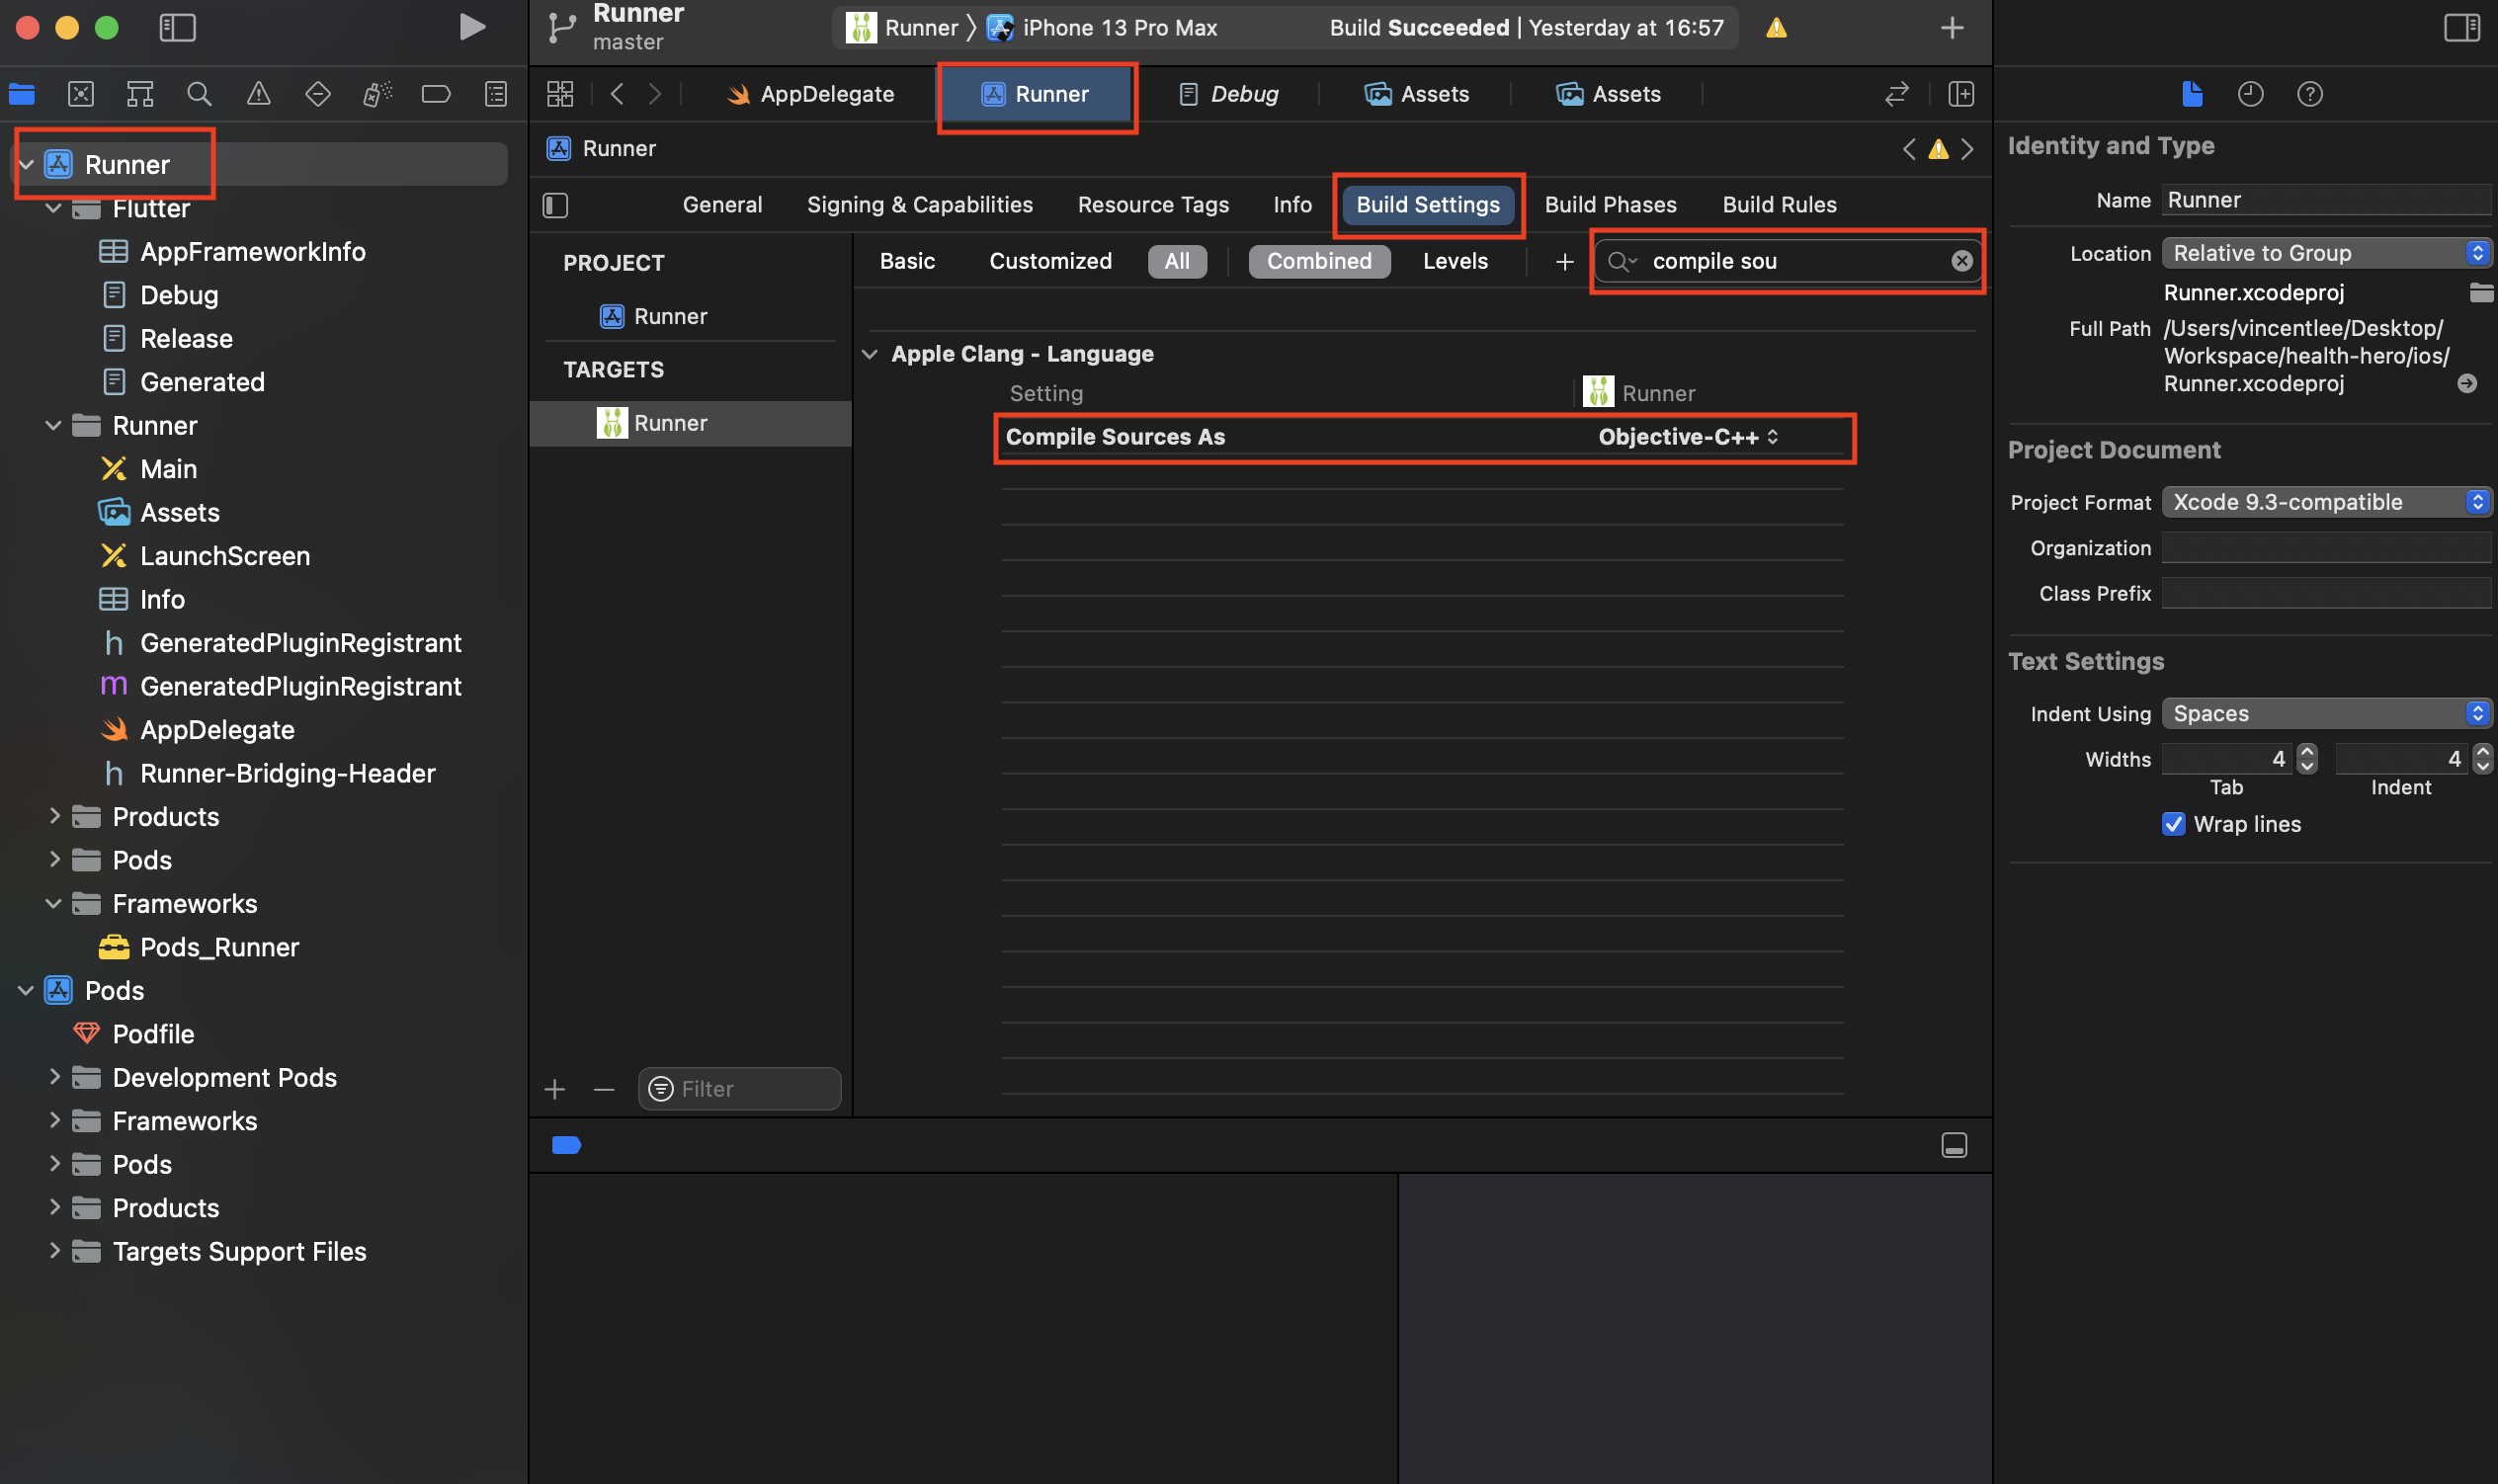 Runner
master
Runner
iPhone 13 Pro Max
Build Succeeded | Yesterday at 16:57
AppDelegate
Runner
Debug
Assets
Assets
Runner
General
Signing & Capabilities
Resource Tags
Info
Build Settings
Build Phases
Build Rules
PROJECT
Runner
TARGETS
Runner
Basic
Customized
All
Combined
Levels
compile sou
Apple Clang - Language
Setting
Runner
Compile Sources As
Objective-C++
Filter
Runner
Flutter
AppFrameworkInfo
Debug
Release
Generated
Runner
Main
Assets
LaunchScreen
Info
h GeneratedPluginRegistrant
m GeneratedPluginRegistrant
AppDelegate
h Runner-Bridging-Header
Products
Pods
Frameworks
Pods_Runner
Pods
Podfile
Development Pods
Frameworks
Pods
Products
Targets Support Files
Identity and Type
Name Runner
Location Relative to Group
Runner.xcodeproj
Full Path /Users/vincentlee/Desktop/
Workspace/health-hero/ios/
Runner.xcodeproj
Project Document
Project Format Xcode 9.3-compatible
Organization
Class Prefix
Text Settings
Indent Using Spaces
Widths 4 4
Tab Indent
Wrap lines